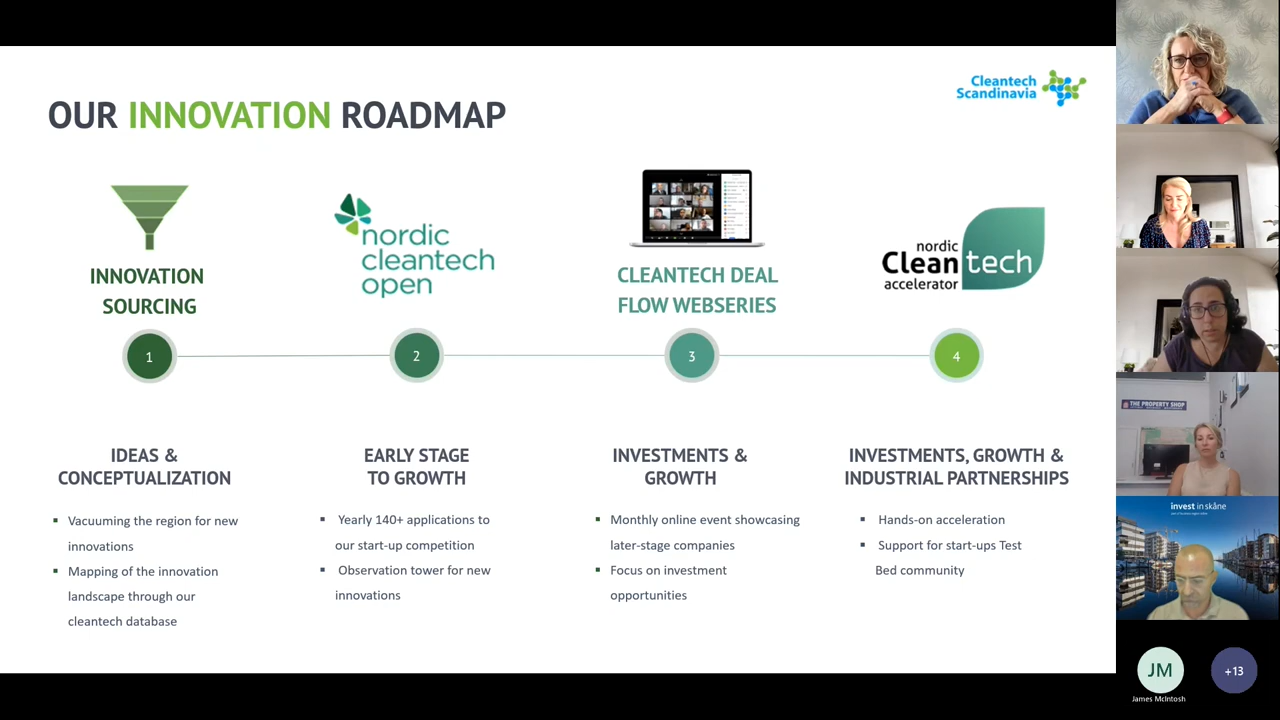 OUR INNOVATION ROADMAP
Cleantech
Scandinavia
INNOVATION
SOURCING
nordic
cleantech
open
CLEANTECH DEAL
FLOW WEBSERIES
nordic
Cleantech
accelerator
1
2
3
4
IDEAS &
CONCEPTUALIZATION
▪ Vacuuming the region for new
innovations
▪ Mapping of the innovation
landscape through our
cleantech database
EARLY STAGE
TO GROWTH
▪ Yearly 140+ applications to
our start-up competition
▪ Observation tower for new
innovations
INVESTMENTS &
GROWTH
▪ Monthly online event showcasing
later-stage companies
▪ Focus on investment
opportunities
INVESTMENTS, GROWTH &
INDUSTRIAL PARTNERSHIPS
▪ Hands-on acceleration
▪ Support for start-ups Test
Bed community
THE PROPERTY SHOP
invest in skåne
JM
+13
James McIntosh